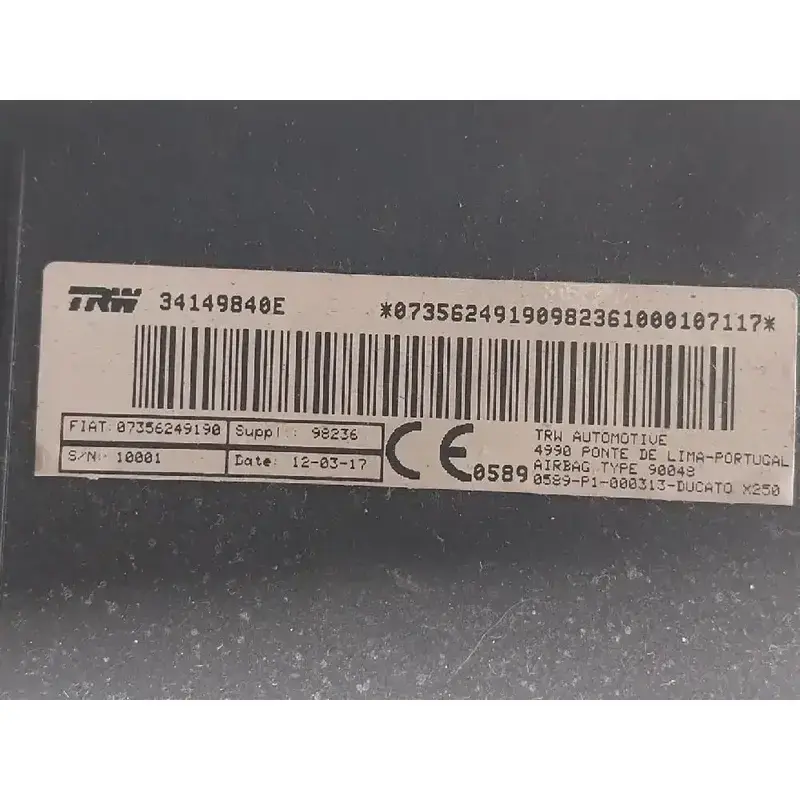 TRW 34149840E *07356249190982361000107117*
FIAT: 07356249190 Suppl.: 98236
S/N: 10001 Date: 12-03-17
CE 0589
TRW AUTOMOTIVE
4990 PONTE DE LIMA-PORTUGAL
AIRBAG TYPE 90048
0589-P1-000313-DUCATO X250